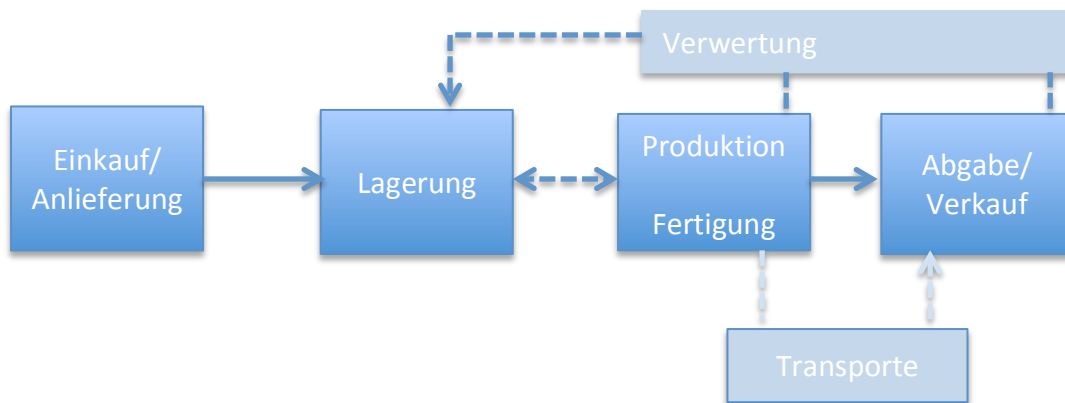 Verwertung
Einkauf/
Anlieferung
Lagerung
Produktion
Fertigung
Abgabe/
Verkauf
Transporte